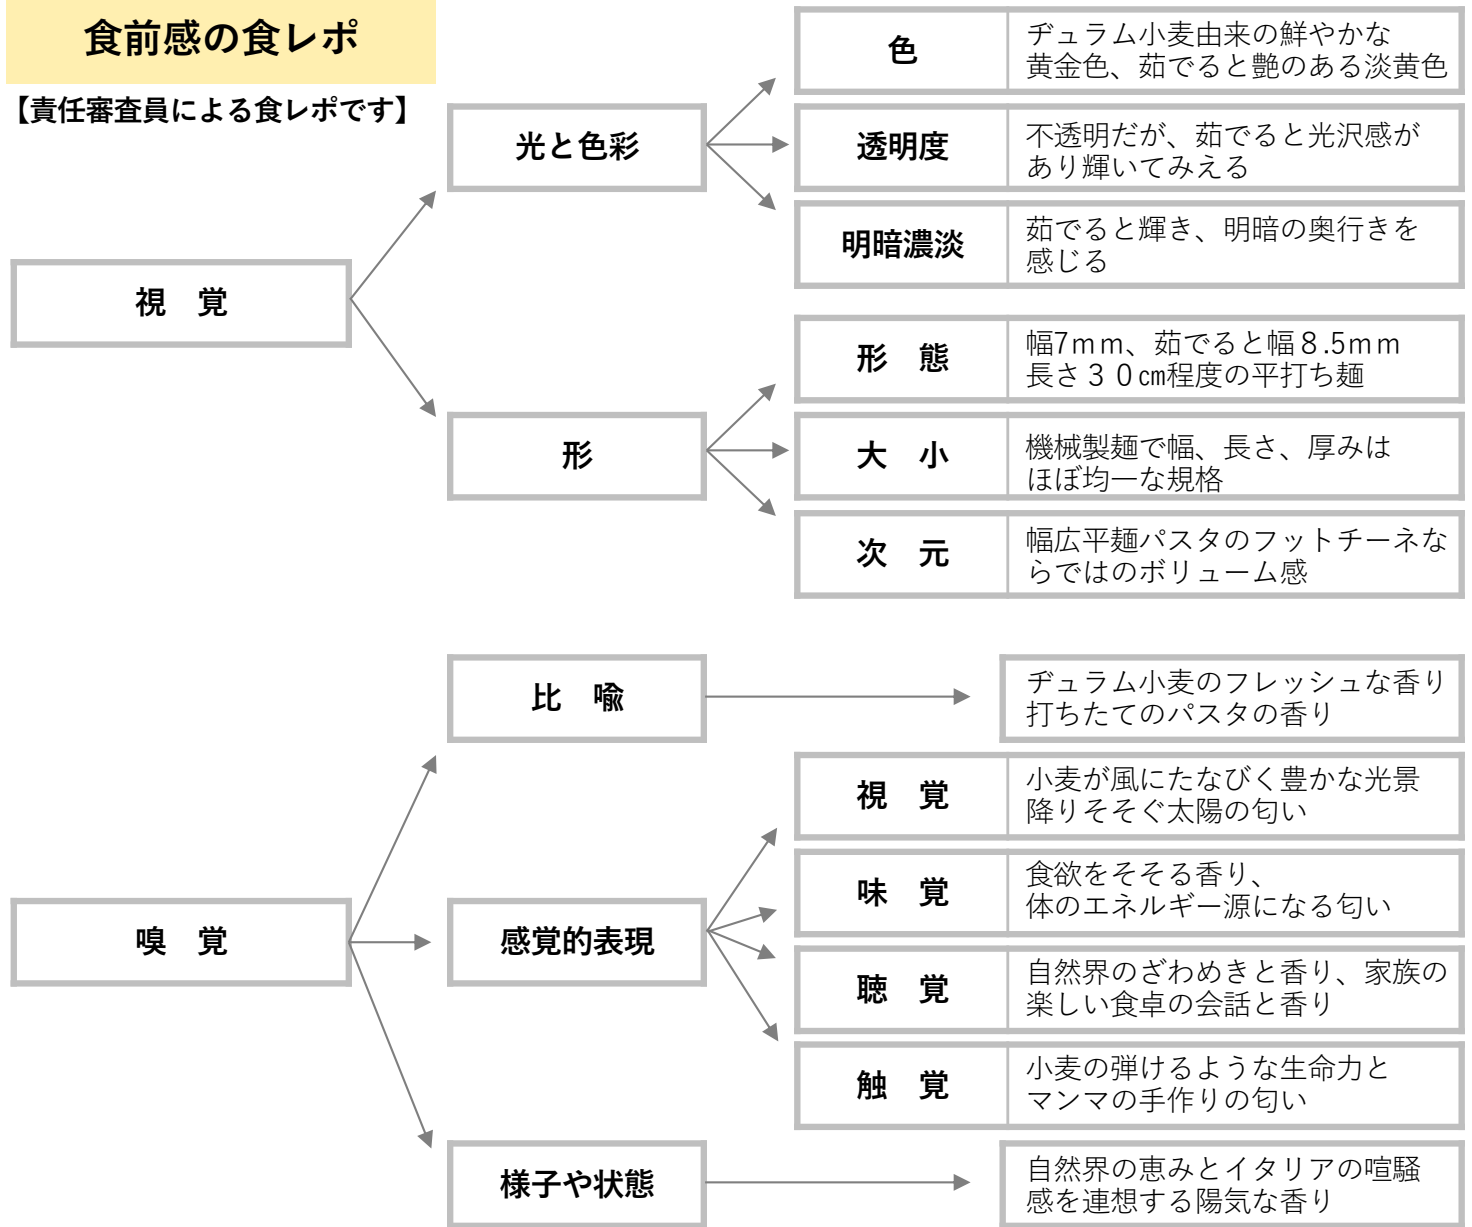 食前感の食レポ
【責任審査員による食レポです】
視　覚
光と色彩
色
ヂュラム小麦由来の鮮やかな
黄金色、茹でると艶のある淡黄色
透明度
不透明だが、茹でると光沢感が
あり輝いてみえる
明暗濃淡
茹でると輝き、明暗の奥行きを
感じる
形
形　態
幅7ｍｍ、茹でると幅８.5ｍｍ
長さ３０㎝程度の平打ち麺
大　小
機械製麺で幅、長さ、厚みは
ほぼ均一な規格
次　元
幅広平麺パスタのフットチーネな
らではのボリューム感
嗅　覚
比　喩
ヂュラム小麦のフレッシュな香り
打ちたてのパスタの香り
感覚的表現
視　覚
小麦が風にたなびく豊かな光景
降りそそぐ太陽の匂い
味　覚
食欲をそそる香り、
体のエネルギー源になる匂い
聴　覚
自然界のざわめきと香り、家族の
楽しい食卓の会話と香り
触　覚
小麦の弾けるような生命力と
マンマの手作りの匂い
様子や状態
自然界の恵みとイタリアの喧騒
感を連想する陽気な香り